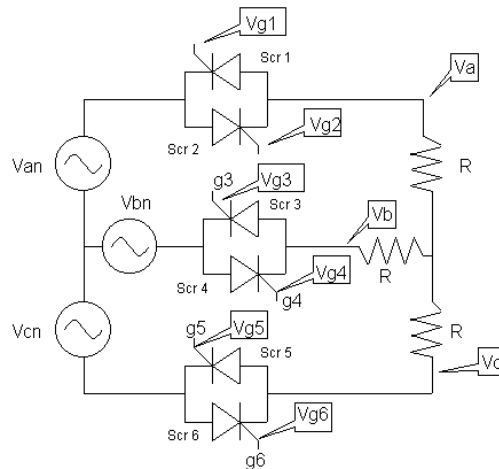 Vg1
Scr 1
Va
Scr 2
Vg2
Van
R
Vbn
g3
Vg3
Scr 3
Vb
Scr 4
Vg4
g4
R
Vcn
g5
Vg5
Scr 5
R
Vc
Scr 6
Vg6
g6